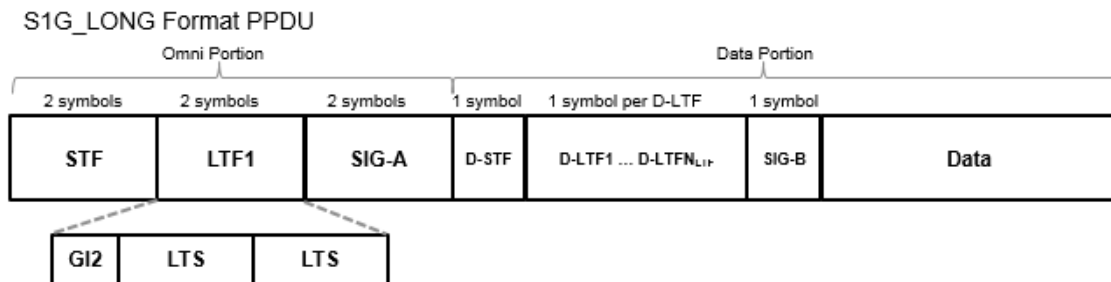 S1G_LONG Format PPDU
Omni Portion Data Portion
2 symbols 2 symbols 2 symbols 1 symbol 1 symbol per D-LTF 1 symbol
STF LTF1 SIG-A D-STF D-LTF1 ... D-LTFN_LTF SIG-B Data
GI2 LTS LTS